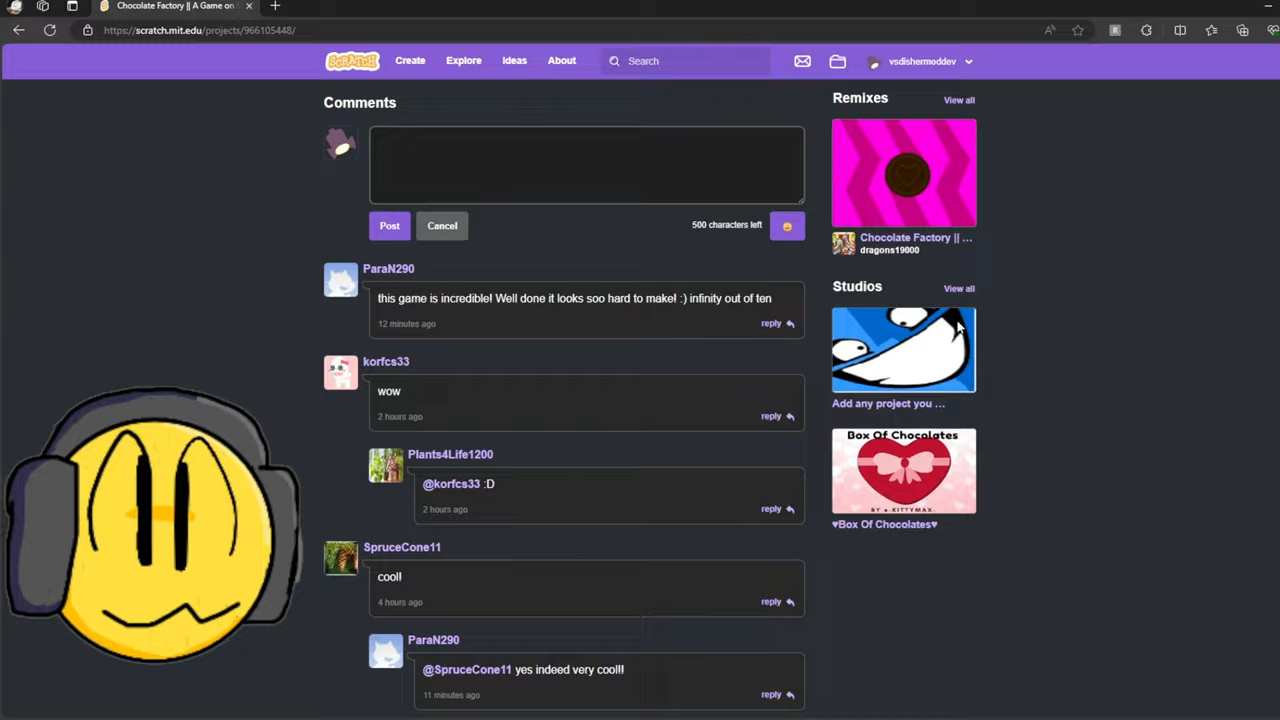 Chocolate Factory || A Game on S
https://scratch.mit.edu/projects/966105448/
SCRATCH Create Explore Ideas About Search vsdishermoddev
Comments
Post Cancel 500 characters left
ParaN290
this game is incredible! Well done it looks soo hard to make! :) infinity out of ten
12 minutes ago reply
korfcs33
wow
2 hours ago reply
Plants4Life1200
@korfcs33 :D
2 hours ago reply
SpruceCone11
cool!
4 hours ago reply
ParaN290
@SpruceCone11 yes indeed very cool!!
11 minutes ago reply
Remixes View all
Chocolate Factory || ...
dragons19000
Studios View all
Add any project you ...
Box Of Chocolates
BY x.KITTYMAX.
♥Box Of Chocolates♥